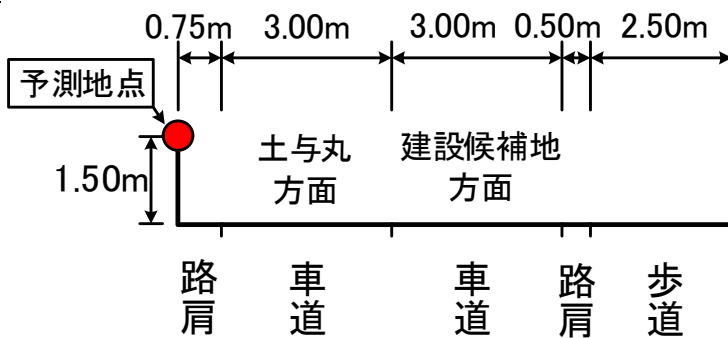 0.75m 3.00m 3.00m 0.50m 2.50m
予測地点
1.50m
土与丸
方面
建設候補地
方面
路肩
車道
車道
路肩
歩道